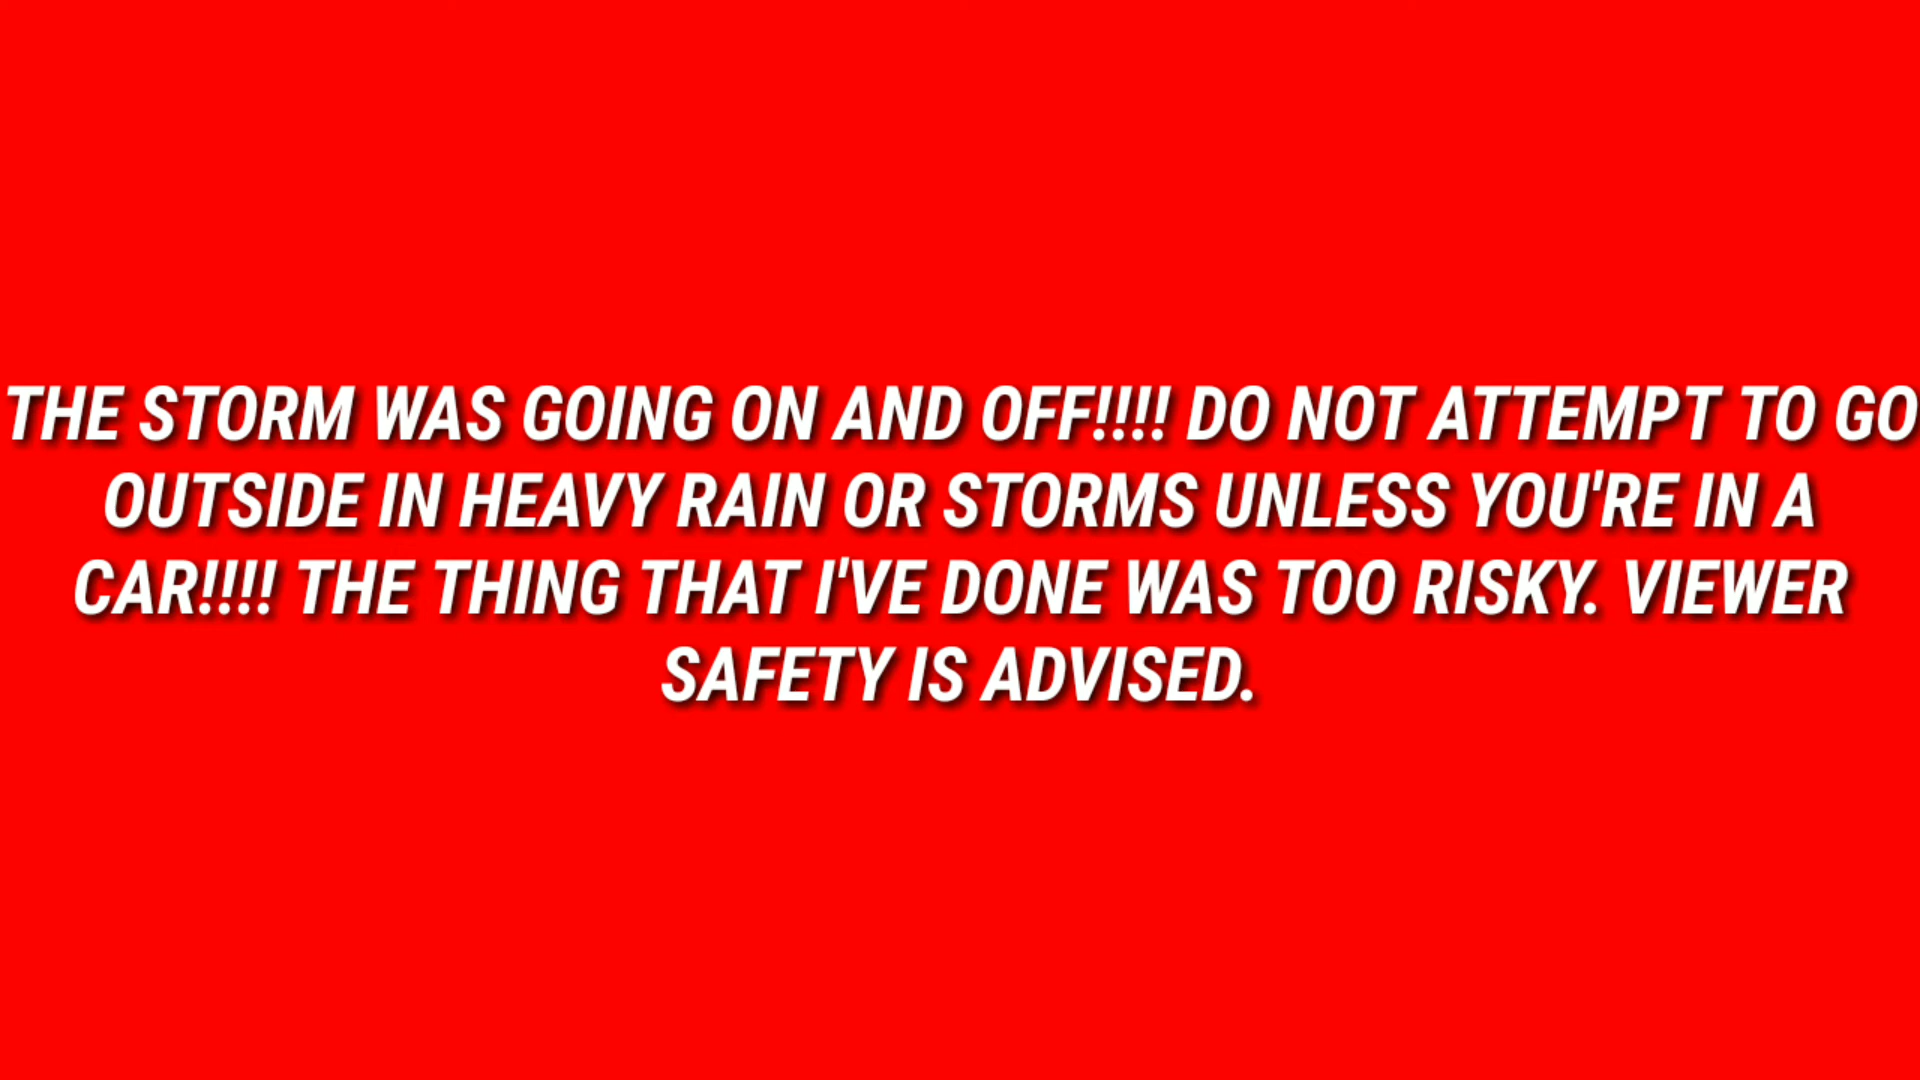 THE STORM WAS GOING ON AND OFF!!!! DO NOT ATTEMPT TO GO
OUTSIDE IN HEAVY RAIN OR STORMS UNLESS YOU'RE IN A
CAR!!!! THE THING THAT I'VE DONE WAS TOO RISKY. VIEWER
SAFETY IS ADVISED.